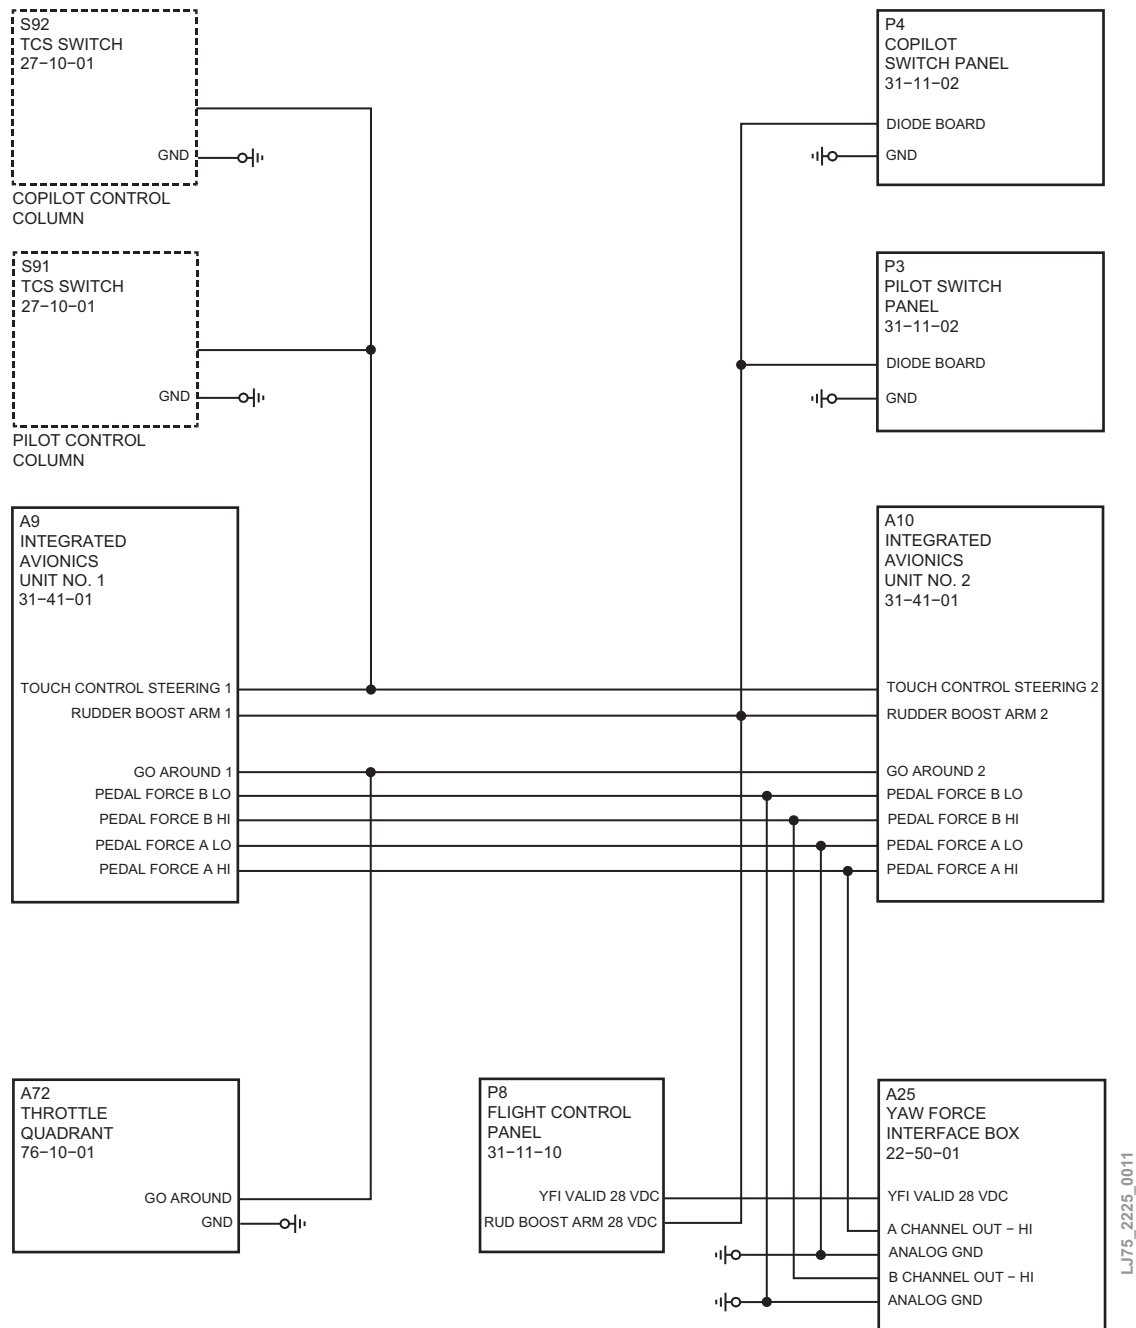 S92
TCS SWITCH
27−10−01
GND
COPILOT CONTROL
COLUMN
P4
COPILOT
SWITCH PANEL
31−11−02
DIODE BOARD
GND
S91
TCS SWITCH
27−10−01
GND
PILOT CONTROL
COLUMN
P3
PILOT SWITCH
PANEL
31−11−02
DIODE BOARD
GND
A9
INTEGRATED
AVIONICS
UNIT NO. 1
31−41−01
TOUCH CONTROL STEERING 1
RUDDER BOOST ARM 1
GO AROUND 1
PEDAL FORCE B LO
PEDAL FORCE B HI
PEDAL FORCE A LO
PEDAL FORCE A HI
A10
INTEGRATED
AVIONICS
UNIT NO. 2
31−41−01
TOUCH CONTROL STEERING 2
RUDDER BOOST ARM 2
GO AROUND 2
PEDAL FORCE B LO
PEDAL FORCE B HI
PEDAL FORCE A LO
PEDAL FORCE A HI
A72
THROTTLE
QUADRANT
76−10−01
GO AROUND
GND
P8
FLIGHT CONTROL
PANEL
31−11−10
YFI VALID 28 VDC
RUD BOOST ARM 28 VDC
A25
YAW FORCE
INTERFACE BOX
22−50−01
YFI VALID 28 VDC
A CHANNEL OUT − HI
ANALOG GND
B CHANNEL OUT − HI
ANALOG GND
LJ75_2225_0011